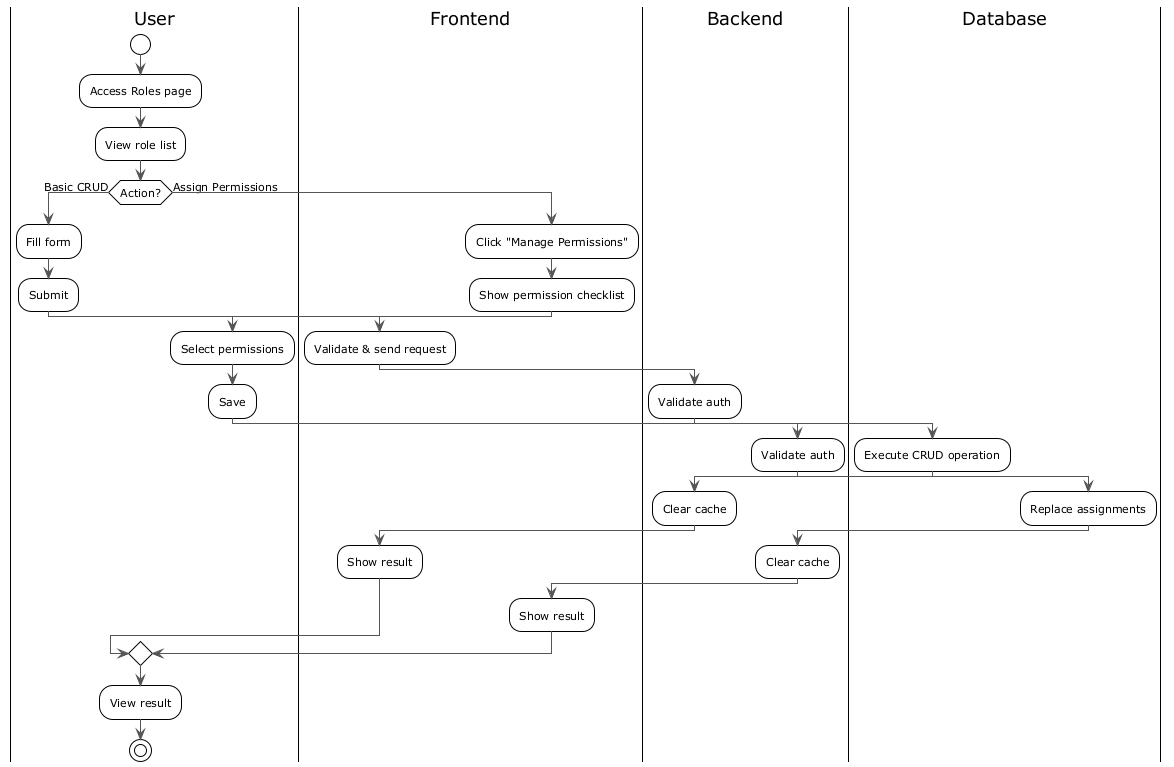 User
Frontend
Backend
Database
Access Roles page
View role list
Basic CRUD
Action?
Assign Permissions
Fill form
Click "Manage Permissions"
Submit
Show permission checklist
Select permissions
Validate & send request
Save
Validate auth
Validate auth
Execute CRUD operation
Clear cache
Replace assignments
Show result
Clear cache
Show result
View result